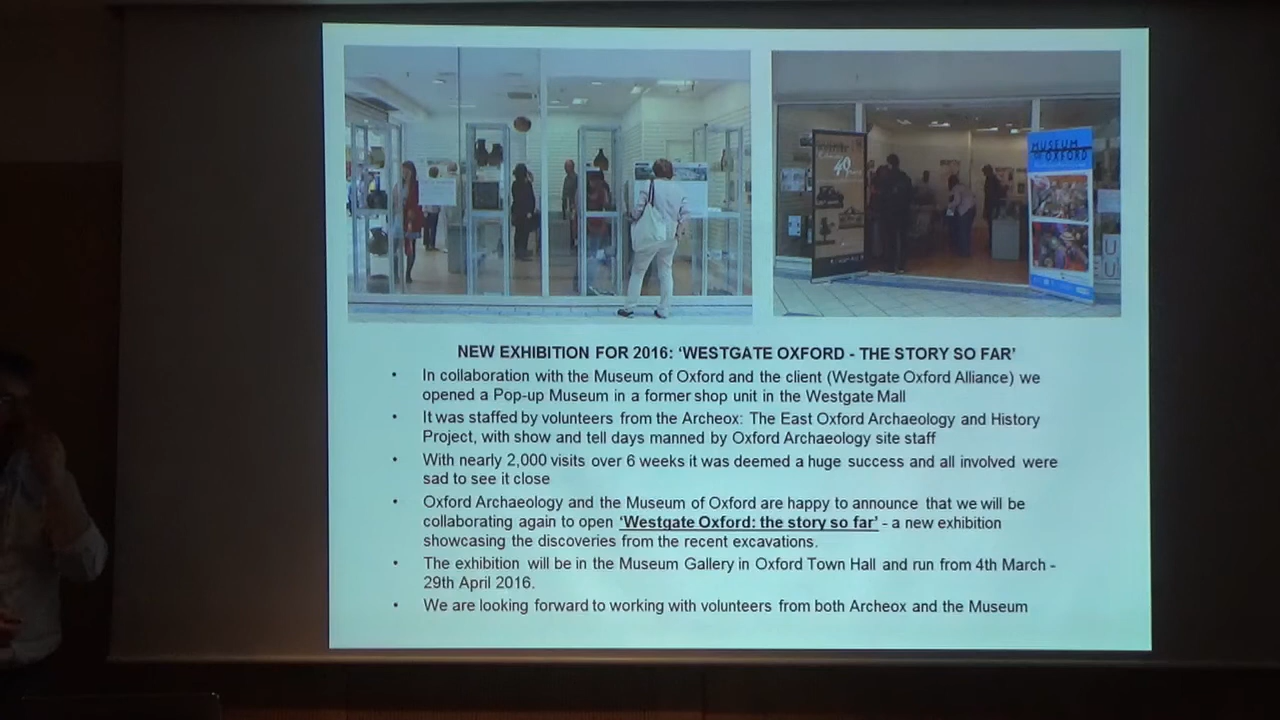 MUSEUM
OF OXFORD
40
NEW EXHIBITION FOR 2016: ‘WESTGATE OXFORD - THE STORY SO FAR’
• In collaboration with the Museum of Oxford and the client (Westgate Oxford Alliance) we
opened a Pop-up Museum in a former shop unit in the Westgate Mall
• It was staffed by volunteers from the Archeox: The East Oxford Archaeology and History
Project, with show and tell days manned by Oxford Archaeology site staff
• With nearly 2,000 visits over 6 weeks it was deemed a huge success and all involved were
sad to see it close
• Oxford Archaeology and the Museum of Oxford are happy to announce that we will be
collaborating again to open ‘Westgate Oxford: the story so far’ - a new exhibition
showcasing the discoveries from the recent excavations.
• The exhibition will be in the Museum Gallery in Oxford Town Hall and run from 4th March -
29th April 2016.
• We are looking forward to working with volunteers from both Archeox and the Museum